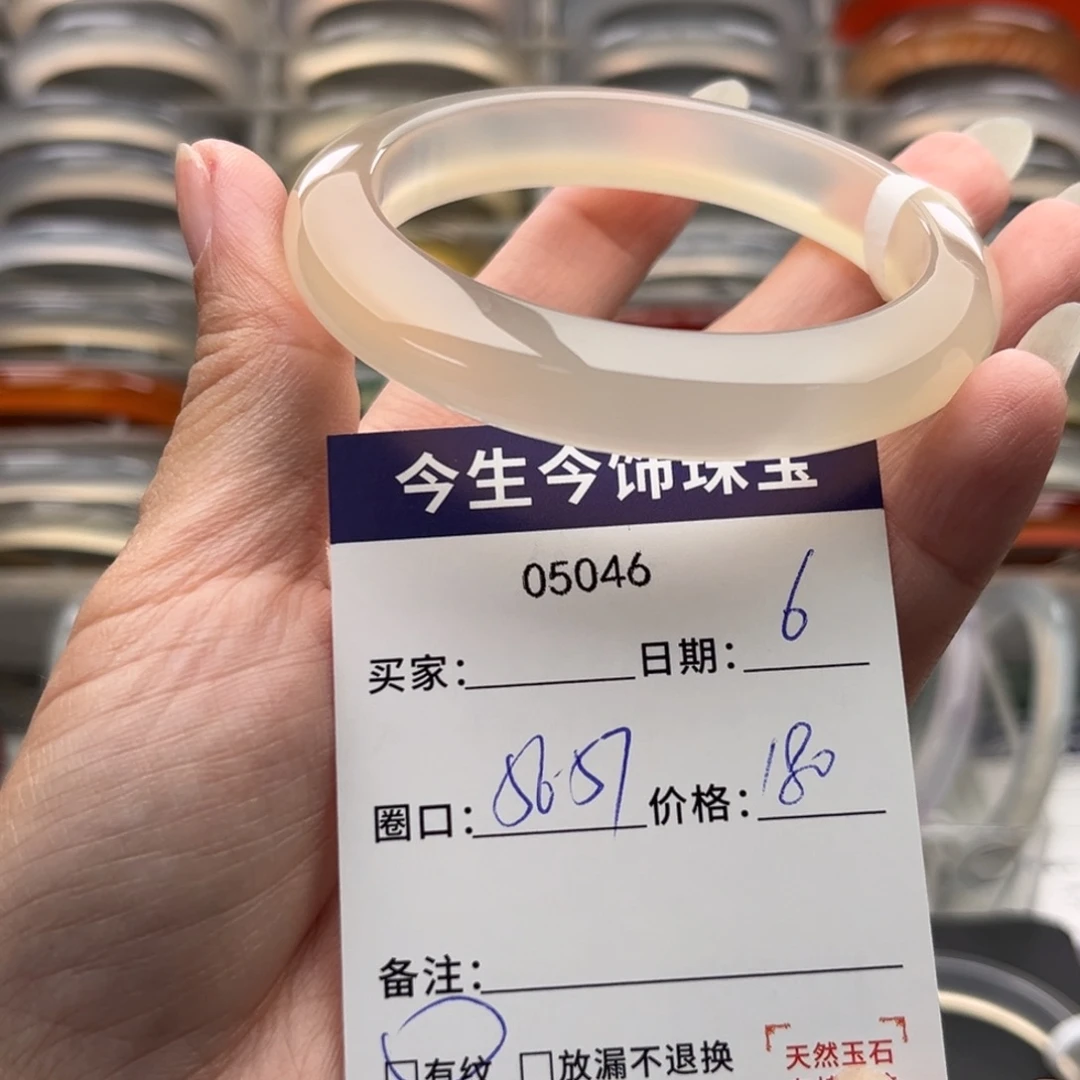 今生今饰珠宝
05046
买家： 日期：6
圈口：56-57 价格：180
备注：
□有纹 □放漏不退换 天然玉石